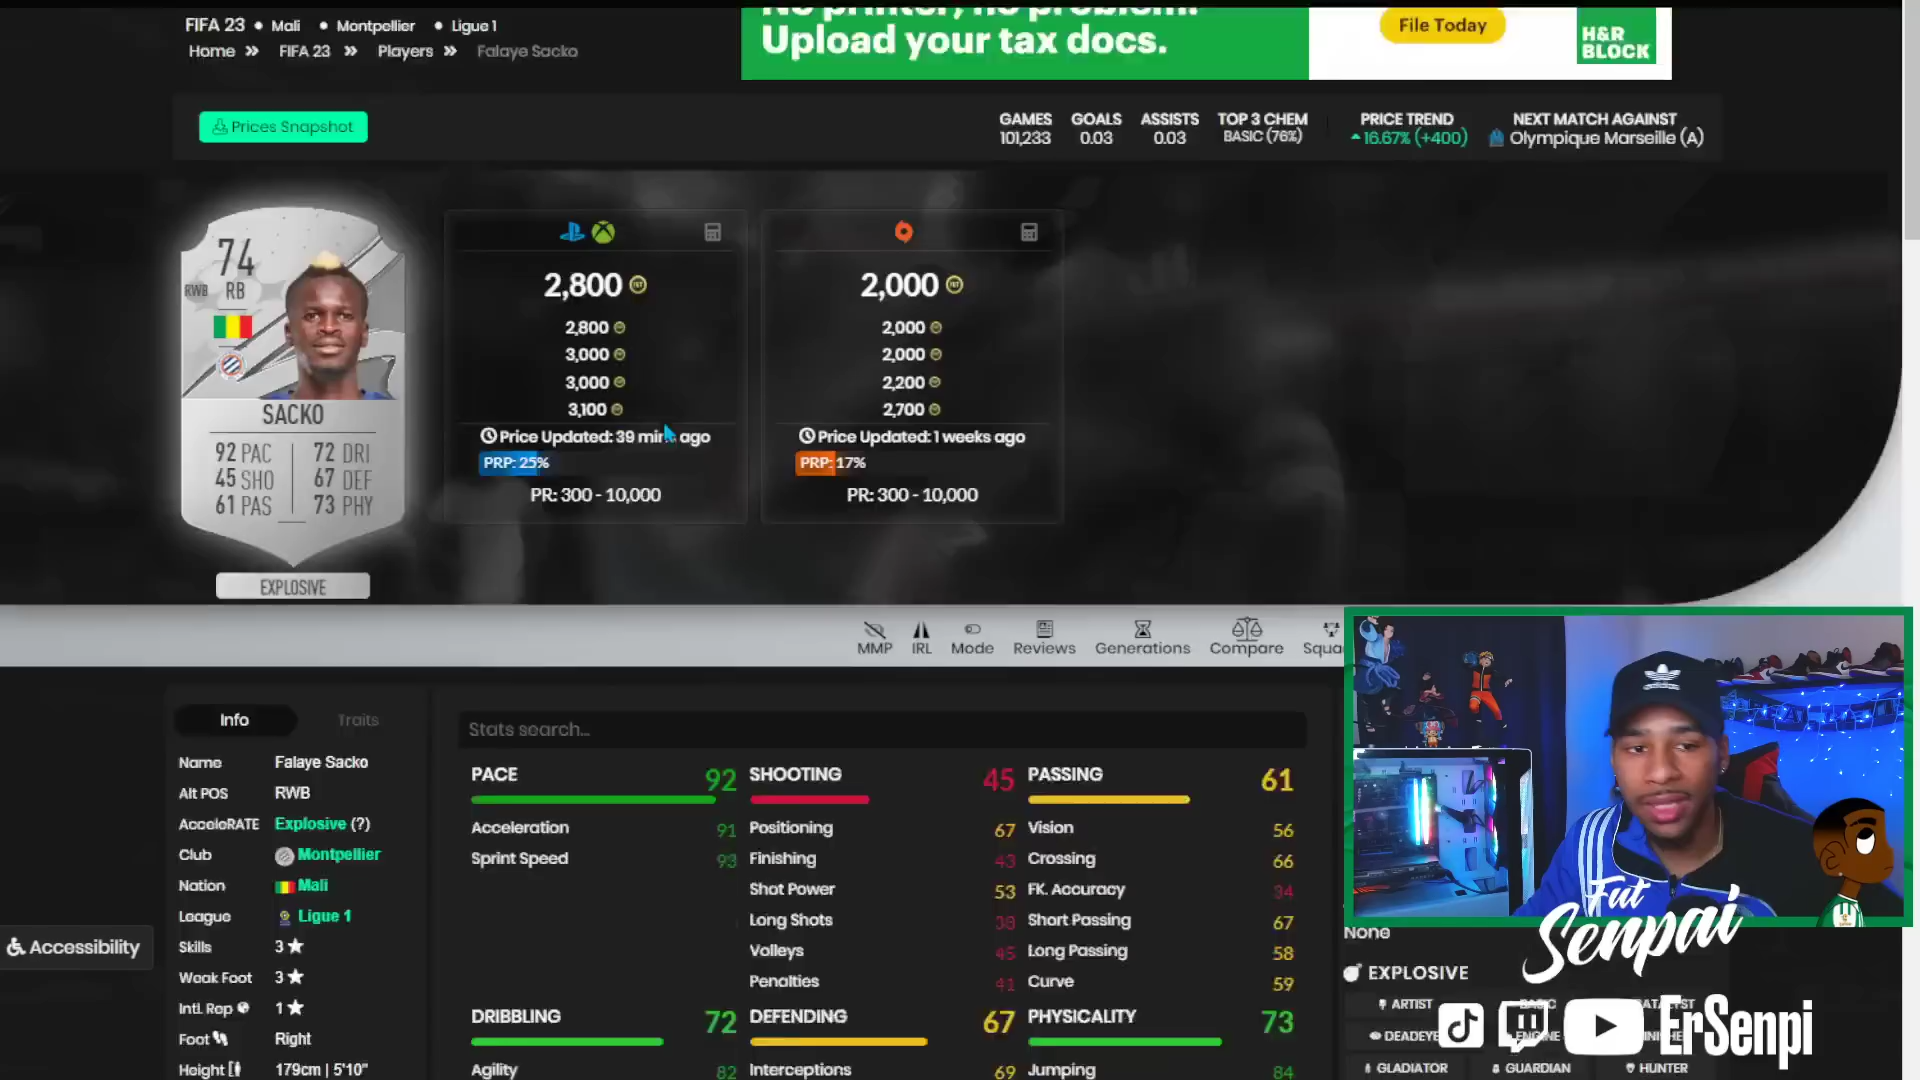 FIFA 23 • Mali • Montpellier • Ligue 1
Home » FIFA 23 » Players » Falaye Sacko
Upload your tax docs.
File Today
H&R
BLOCK
Prices Snapshot
GAMES
101,233
GOALS
0.03
ASSISTS
0.03
TOP 3 CHEM
BASIC (76%)
PRICE TREND
16.67% (+400)
NEXT MATCH AGAINST
Olympique Marseille (A)
74
RWB RB
SACKO
92 PAC 72 DRI
45 SHO 67 DEF
61 PAS 73 PHY
EXPLOSIVE
2,800
2,800
3,000
3,000
3,100
Price Updated: 39 mins ago
PRP: 25%
PR: 300 - 10,000
2,000
2,000
2,000
2,200
2,700
Price Updated: 1 weeks ago
PRP: 17%
PR: 300 - 10,000
MMP
IRL
Mode
Reviews
Generations
Compare
Info Traits
Name Falaye Sacko
Alt POS RWB
AcceleRATE Explosive (?)
Club Montpellier
Nation Mali
League Ligue 1
Skills 3
Weak Foot 3
Intl. Rep 1
Foot Right
Height 179cm | 5'10"
Accessibility
Stats search...
PACE 92
Acceleration 91
Sprint Speed 93
SHOOTING 45
Positioning 67
Finishing 43
Shot Power 53
Long Shots 38
Volleys 45
Penalties 41
PASSING 61
Vision 56
Crossing 66
FK. Accuracy 34
Short Passing 67
Long Passing 58
Curve 59
DRIBBLING 72
Agility 82
DEFENDING 67
Interceptions 69
PHYSICALITY 73
Jumping 84
None
EXPLOSIVE
ARTIST
BASIC
DEADEYE
ENGINE
GLADIATOR
GUARDIAN
HUNTER
Fut
Senpai
ErSenpi